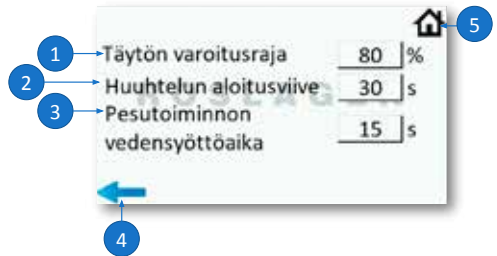 5
1 Täytön varoitusraja 80 %
2 Huuhtelun aloitusviive 30 s
3 Pesutoiminnon
vedensyöttöaika 15 s
4